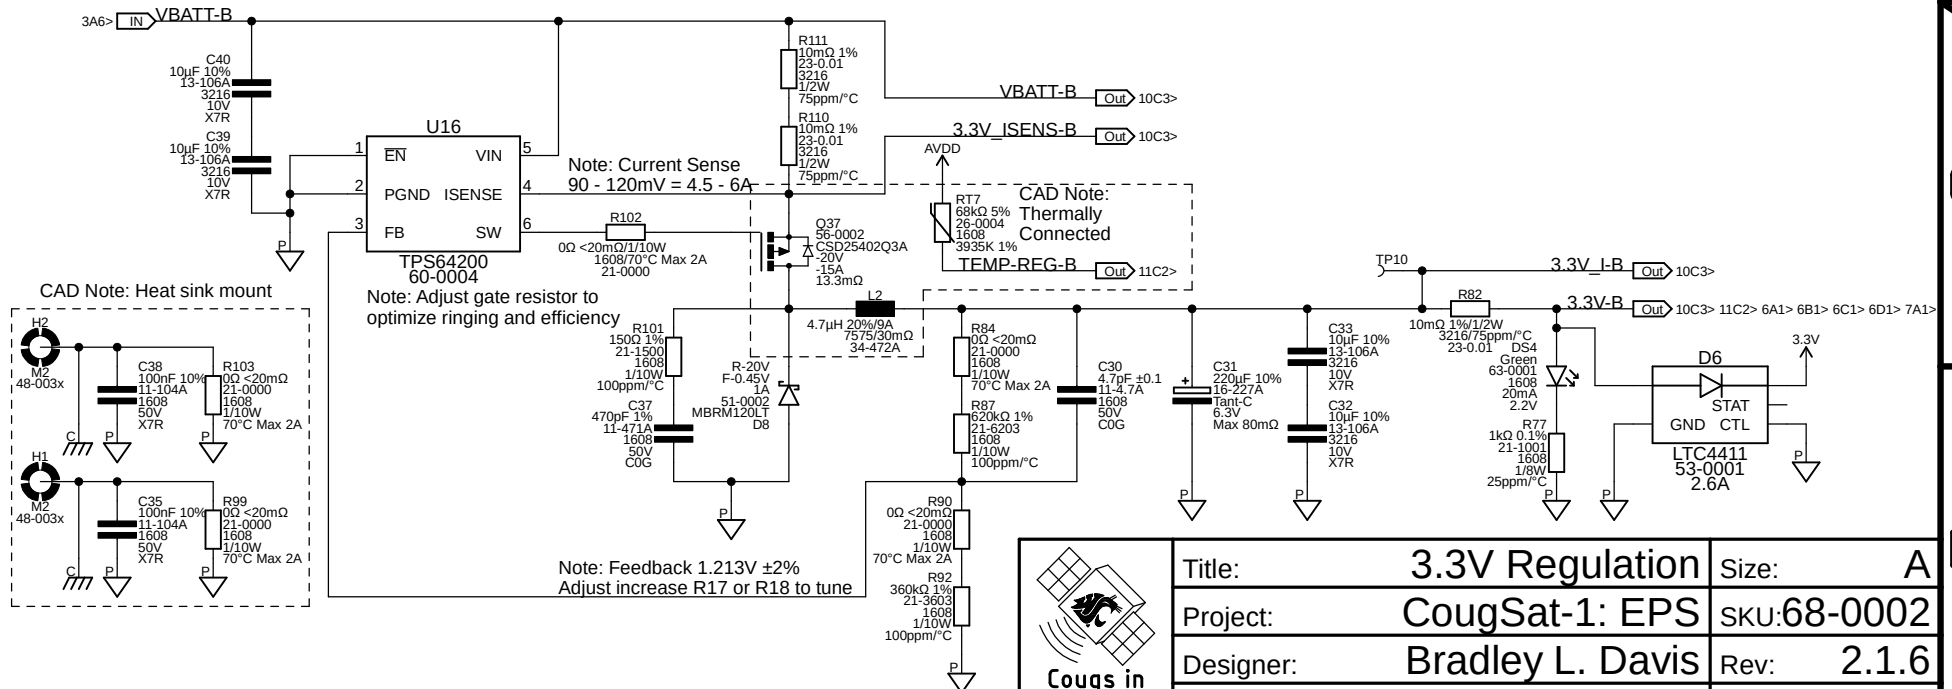 3A6> IN VBATT-B
C40
10µF 10%
13-106A
3216
10V
X7R
C39
10µF 10%
13-106A
3216
10V
X7R
P
U16
1 EN VIN 5
2 PGND ISENSE 4
3 FB SW 6
TPS64200
60-0004
Note: Adjust gate resistor to
optimize ringing and efficiency
R111
10mΩ 1%
23-0.01
3216
1/2W
75ppm/°C
R110
10mΩ 1%
23-0.01
3216
1/2W
75ppm/°C
VBATT-B Out 10C3>
3.3V_ISENS-B Out 10C3>
Note: Current Sense
90 - 120mV = 4.5 - 6A
R102
0Ω <20mΩ/1/10W
1608/70°C Max 2A
21-0000
Q37
56-0002
CSD25402Q3A
-20V
-15A
13.3mΩ
AVDD
RT7
68kΩ 5%
26-0004
1608
3935K 1%
CAD Note:
Thermally
Connected
TEMP-REG-B Out 11C2>
L2
4.7µH 20%/9A
7575/30mΩ
34-472A
R101
150Ω 1%
21-1500
1608
1/10W
100ppm/°C
C37
470pF 1%
11-471A
1608
50V
C0G
R-20V
F-0.45V
1A
51-0002
MBRM120LT
D8
P
R84
0Ω <20mΩ
21-0000
1608
1/10W
70°C Max 2A
R87
620kΩ 1%
21-6203
1608
1/10W
100ppm/°C
C30
4.7pF ±0.1
11-4.7A
1608
50V
C0G
+
C31
220µF 10%
16-227A
Tant-C
6.3V
Max 80mΩ
P
C33
10µF 10%
13-106A
3216
10V
X7R
C32
10µF 10%
13-106A
3216
10V
X7R
P
TP10
3.3V_I-B Out 10C3>
R82
10mΩ 1%/1/2W
3216/75ppm/°C
23-0.01
3.3V-B Out 10C3> 11C2> 6A1> 6B1> 6C1> 6D1> 7A1>
DS4
Green
63-0001
1608
20mA
2.2V
R77
1kΩ 0.1%
21-1001
1608
1/8W
25ppm/°C
P
P
D6
STAT
GND CTL
LTC4411
53-0001
2.6A
3.3V
P
R90
0Ω <20mΩ
21-0000
1608
1/10W
70°C Max 2A
R92
360kΩ 1%
21-3603
1608
1/10W
100ppm/°C
P
Note: Feedback 1.213V ±2%
Adjust increase R17 or R18 to tune
CAD Note: Heat sink mount
H2
M2
48-003x
C38
100nF 10%
11-104A
1608
50V
X7R
R103
0Ω <20mΩ
21-0000
1608
1/10W
70°C Max 2A
C P P
H1
M2
48-003x
C35
100nF 10%
11-104A
1608
50V
X7R
R99
0Ω <20mΩ
21-0000
1608
1/10W
70°C Max 2A
C P P
Cougs in
Title: 3.3V Regulation Size: A
Project: CougSat-1: EPS SKU: 68-0002
Designer: Bradley L. Davis Rev: 2.1.6